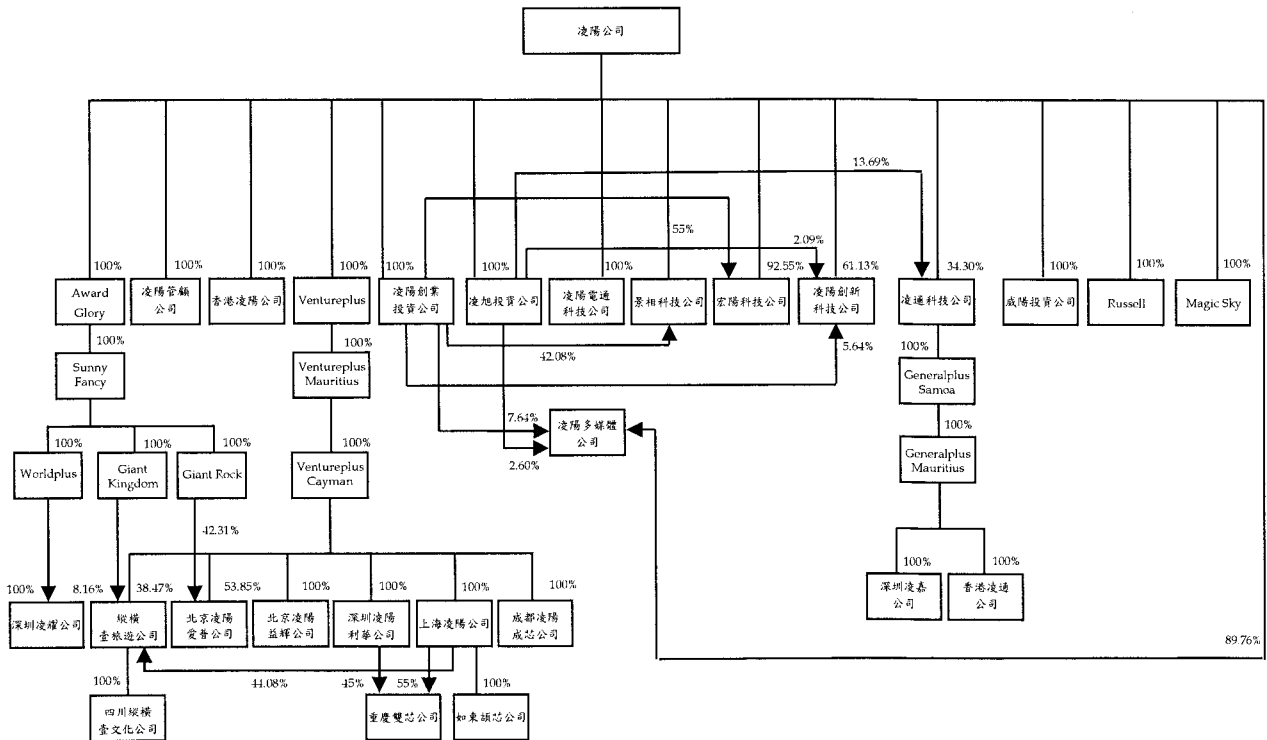 凌陽公司
13.69%
55%
2.09%
100%
100%
100%
100%
100%
100%
100%
92.55%
61.13%
34.30%
100%
100%
100%
Award
Glory
凌陽管顧
公司
香港凌陽公司
Ventureplus
凌陽創業
投資公司
凌旭投資公司
凌陽電通
科技公司
景相科技公司
宏陽科技公司
凌陽創新
科技公司
凌通科技公司
威陽投資公司
Russell
Magic Sky
100%
100%
42.08%
5.64%
100%
Sunny
Fancy
Ventureplus
Mauritius
Generalplus
Samoa
7.64%
凌陽多媒體
公司
2.60%
100%
100%
100%
100%
100%
Worldplus
Giant
Kingdom
Giant Rock
Ventureplus
Cayman
Generalplus
Mauritius
42.31%
100%
8.16%
38.47%
53.85%
100%
100%
100%
100%
100%
100%
深圳凌耀公司
縱橫
壹旅遊公司
北京凌陽
愛普公司
北京凌陽
益輝公司
深圳凌陽
利華公司
上海凌陽公司
成都凌陽
成芯公司
深圳凌嘉
公司
香港凌通
公司
89.76%
100%
44.08%
45%
55%
100%
四川縱橫
壹文化公司
重慶雙芯公司